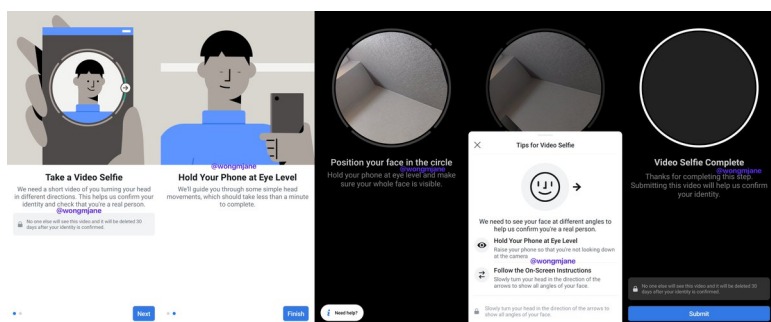 Take a Video Selfie
We need a short video of you turning your head
in different directions. This helps us confirm your
identity and check that you're a real person.
@wongmjane
No one else will see this video and it will be deleted 30
days after your identity is confirmed.
Next
@wongmjane
Hold Your Phone at Eye Level
We'll guide you through some simple head
movements, which should take less than a minute
to complete.
Finish
Position your face in the circle
@wongmjane
Hold your phone at eye level and make
sure your whole face is visible.
Need help?
Tips for Video Selfie
We need to see your face at different angles to
help us confirm you're a real person.
Hold Your Phone at Eye Level
Raise your phone so that you're not looking down
at the camera
@wongmjane
Follow the On-Screen Instructions
Slowly turn your head in the direction of the
arrows to show all angles of your face.
Slowly turn your head in the direction of the arrows to
show all angles of your face.
Video Selfie Complete
@wongmjane
Thanks for completing this step.
Submitting this video will help us confirm
your identity.
No one else will see this video and it will be deleted 30
days after your identity is confirmed.
Submit